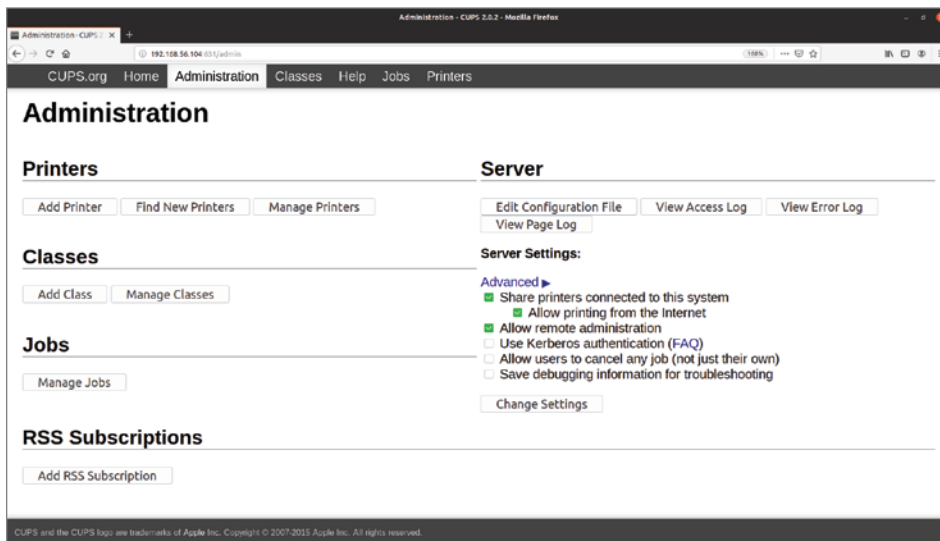 Administration - CUPS 2.0.2 - Mozilla Firefox
Administration - CUPS 2.
192.168.56.104:631/admin
100%
CUPS.org Home Administration Classes Help Jobs Printers
Administration
Printers
Add Printer Find New Printers Manage Printers
Classes
Add Class Manage Classes
Jobs
Manage Jobs
RSS Subscriptions
Add RSS Subscription
Server
Edit Configuration File View Access Log View Error Log
View Page Log
Server Settings:
Advanced ▶
Share printers connected to this system
Allow printing from the Internet
Allow remote administration
Use Kerberos authentication (FAQ)
Allow users to cancel any job (not just their own)
Save debugging information for troubleshooting
Change Settings
CUPS and the CUPS logo are trademarks of Apple Inc. Copyright © 2007-2015 Apple Inc. All rights reserved.